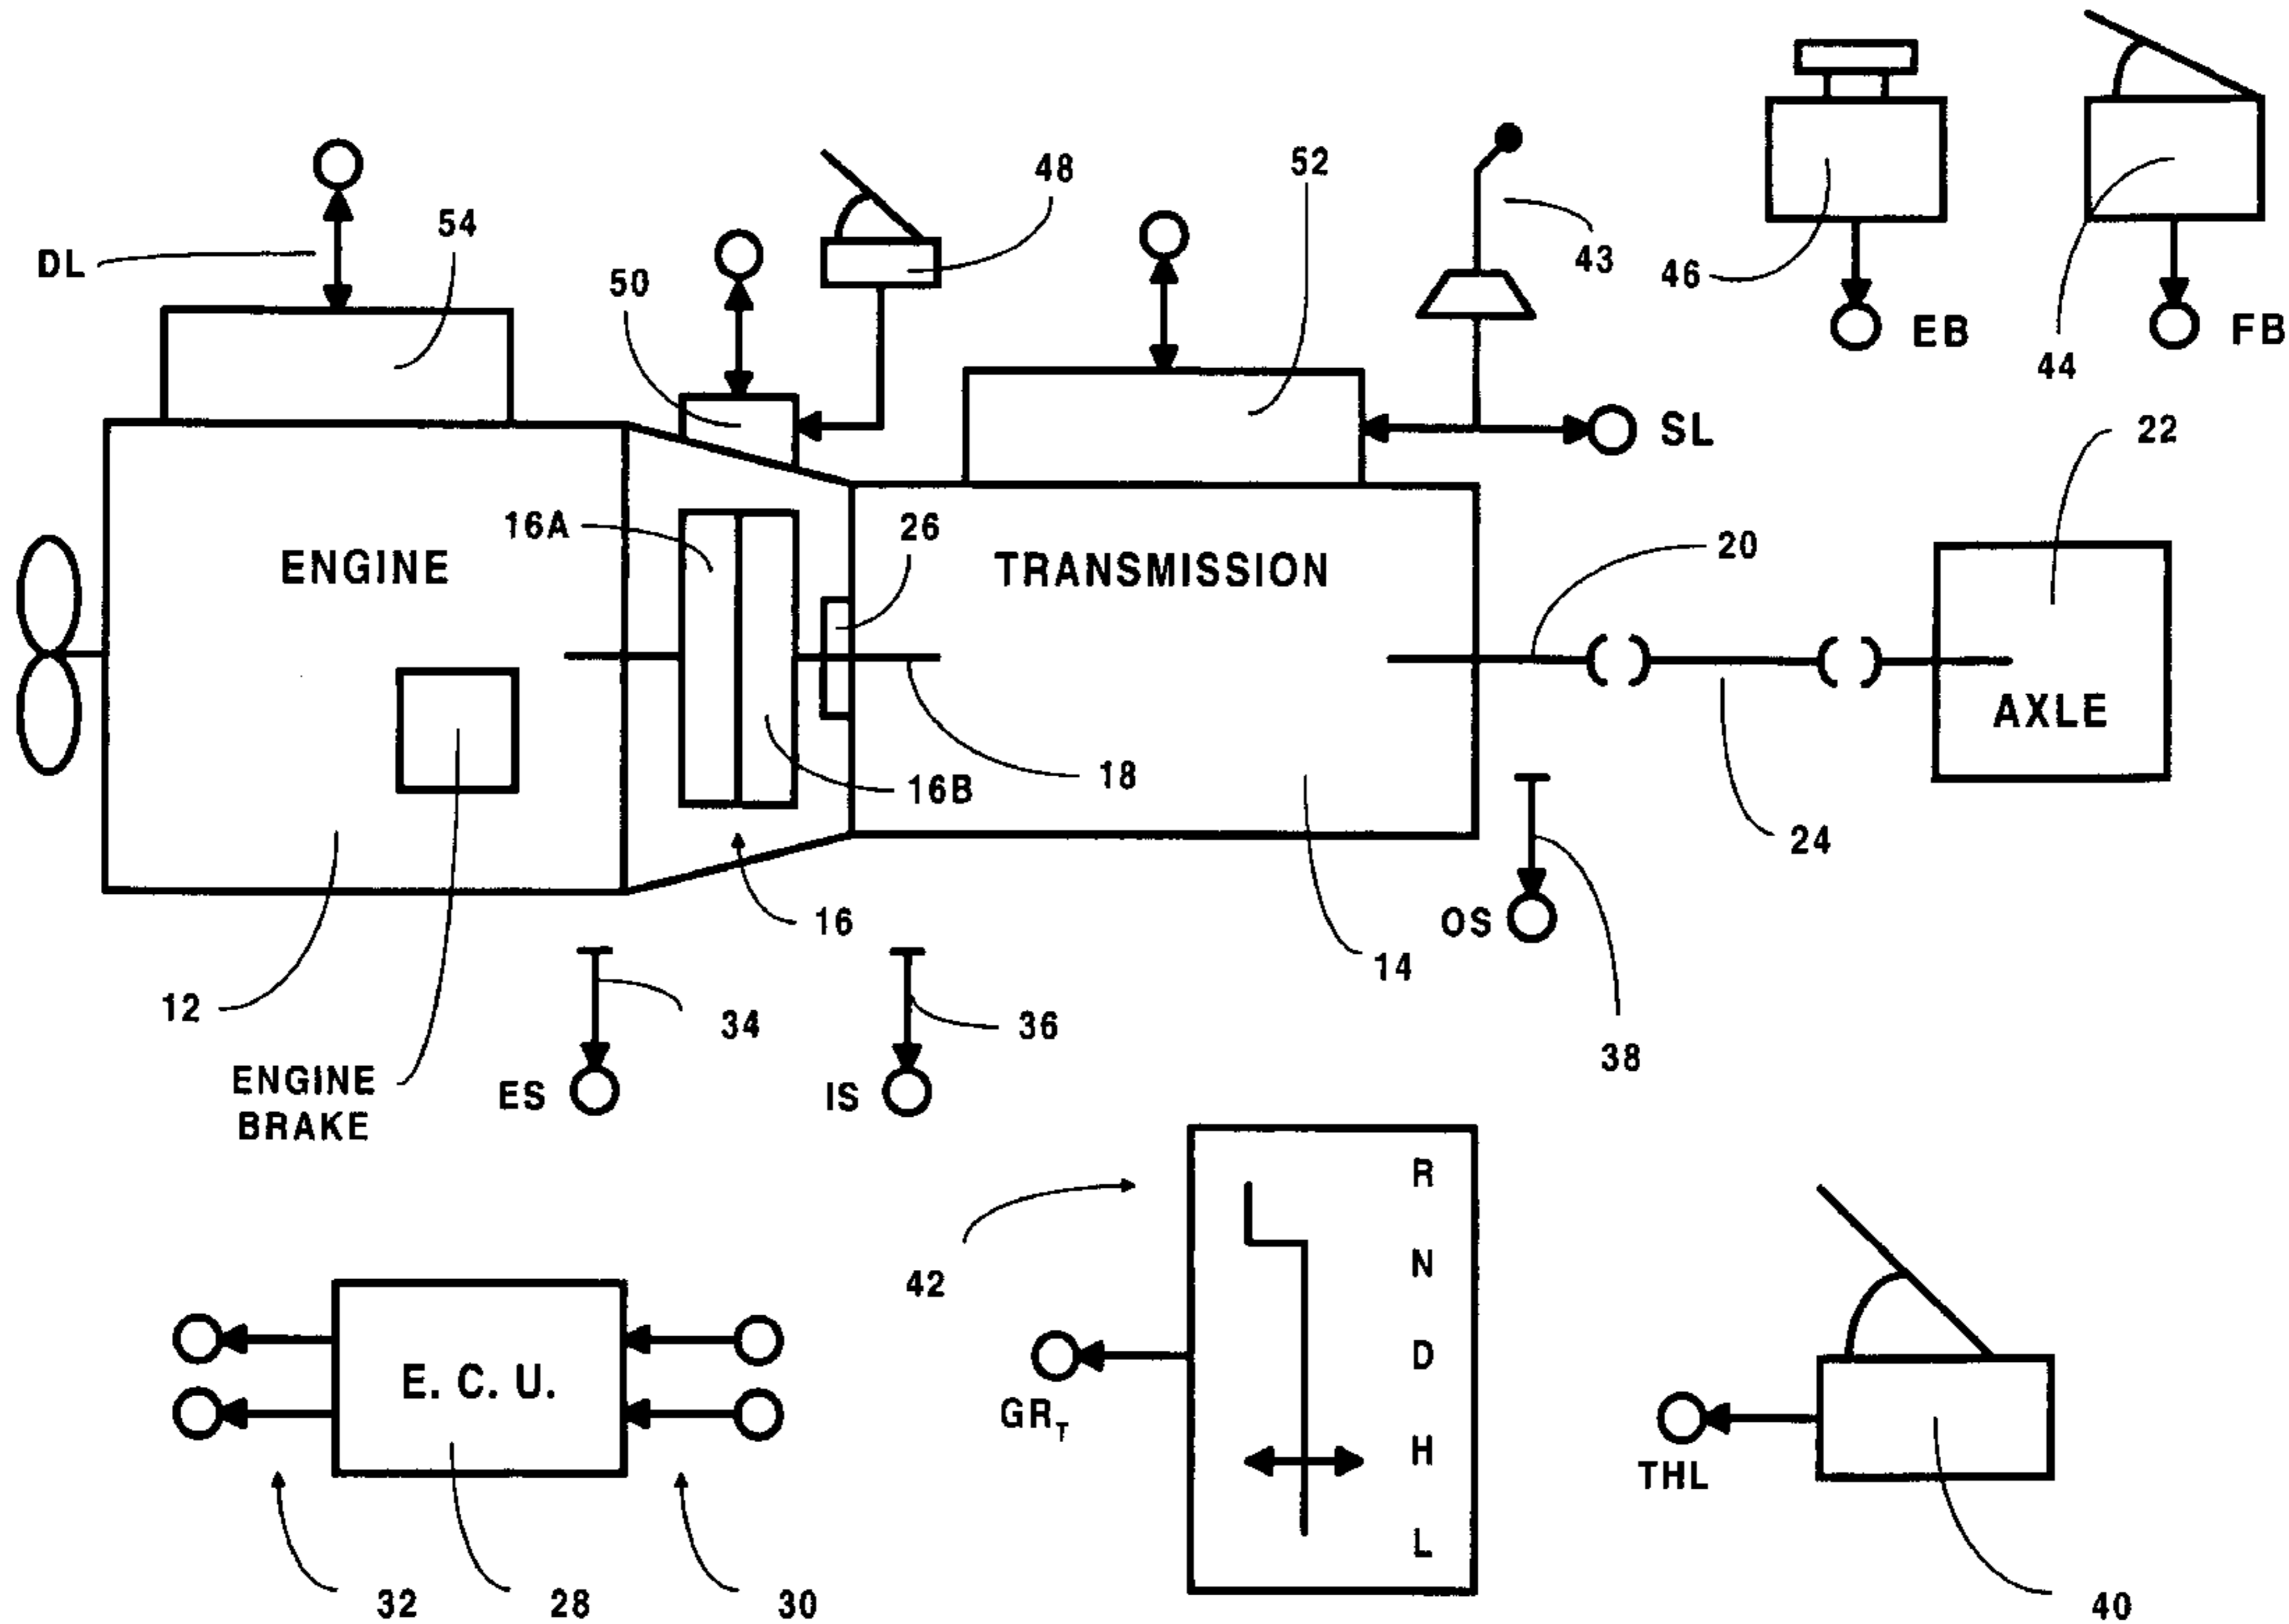 52
48
54
DL
50
43
46
EB
44
FB
SL
22
16A
26
ENGINE
TRANSMISSION
20
AXLE
18
16B
24
16
OS
14
12
34
36
38
ENGINE
BRAKE
ES
IS
R
42
N
D
E. C. U.
GRT
H
THL
L
32
28
30
40